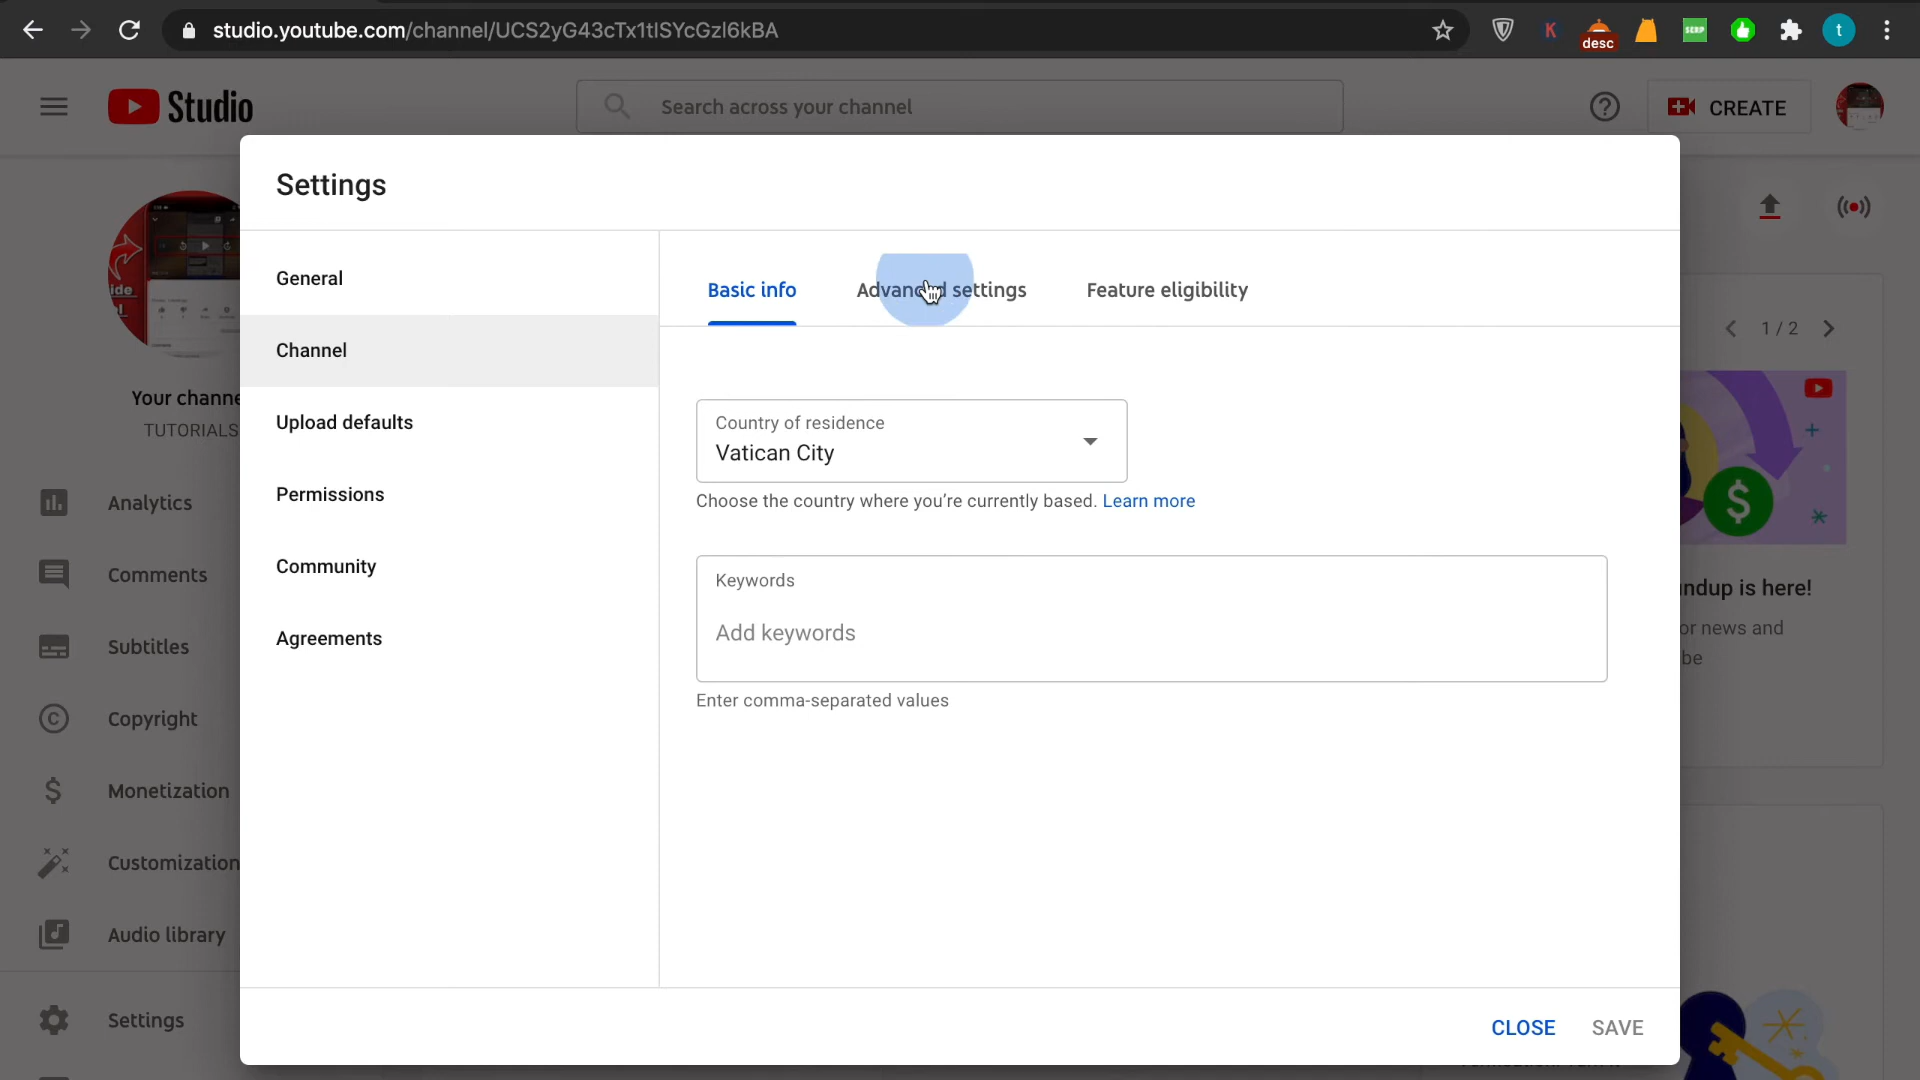 studio.youtube.com/channel/UCS2yG43cTx1tlSYcGzl6kBA
K
desc
SERP
t
Studio
Search across your channel
CREATE
Settings
General
Channel
Upload defaults
Permissions
Community
Agreements
Basic info
Advanced settings
Feature eligibility
Country of residence
Vatican City
Choose the country where you're currently based. Learn more
Keywords
Add keywords
Enter comma-separated values
CLOSE
SAVE
ide
Your channe
TUTORIALS
Analytics
Comments
Subtitles
Copyright
Monetization
Customization
Audio library
Settings
1 / 2
$
ndup is here!
or news and
be